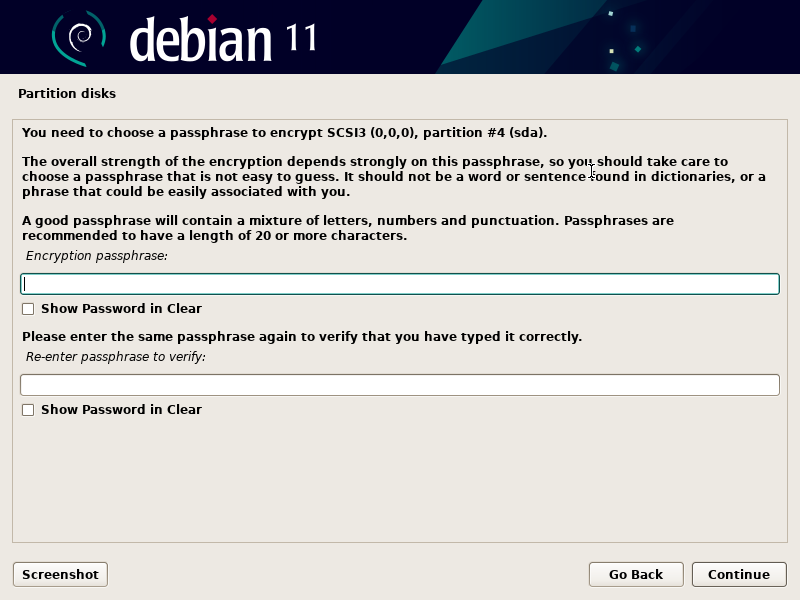 debian 11
Partition disks
You need to choose a passphrase to encrypt SCSI3 (0,0,0), partition #4 (sda).
The overall strength of the encryption depends strongly on this passphrase, so you should take care to
choose a passphrase that is not easy to guess. It should not be a word or sentence found in dictionaries, or a
phrase that could be easily associated with you.
A good passphrase will contain a mixture of letters, numbers and punctuation. Passphrases are
recommended to have a length of 20 or more characters.
Encryption passphrase:
Show Password in Clear
Please enter the same passphrase again to verify that you have typed it correctly.
Re-enter passphrase to verify:
Show Password in Clear
Screenshot Go Back Continue